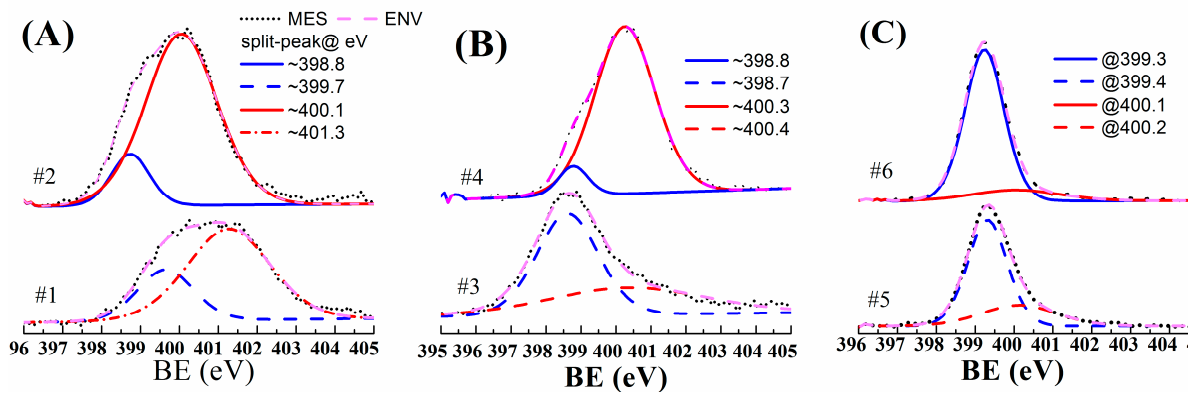 (A)
MES ENV
split-peak@ eV
~398.8
~399.7
~400.1
~401.3
#2
#1
96 397 398 399 400 401 402 403 404 405
BE (eV)
(B)
~398.8
~398.7
~400.3
~400.4
#4
#3
395 396 397 398 399 400 401 402 403 404 405
BE (eV)
(C)
@399.3
@399.4
@400.1
@400.2
#6
#5
396 397 398 399 400 401 402 403 404 4
BE (eV)